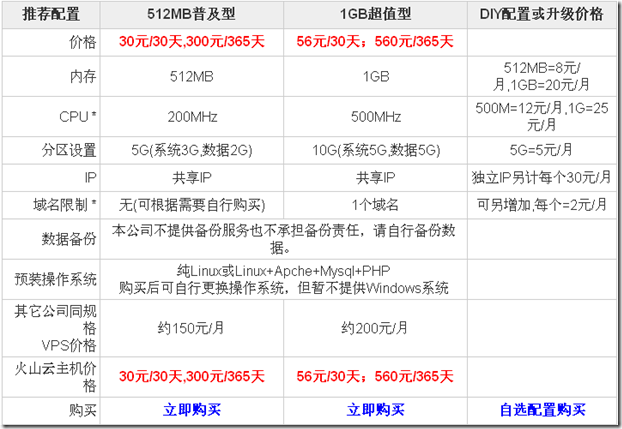 推荐配置 512MB普及型 1GB超值型 DIY配置或升级价格
价格 30元/30天,300元/365天 56元/30天；560元/365天
内存 512MB 1GB 512MB=8元/
月,1GB=20元/月
CPU * 200MHz 500MHz 500M=12元/月,1G=25
元/月
分区设置 5G(系统3G,数据2G) 10G(系统5G,数据5G) 5G=5元/月
IP 共享IP 共享IP 独立IP另计每个30元/月
域名限制 * 无(可根据需要自行购买) 1个域名 可另增加,每个=2元/月
数据备份 本公司不提供备份服务也不承担备份责任，请自行备份数
据。
预装操作系统 纯Linux或Linux+Apche+Mysql+PHP
购买后可自行更换操作系统，但暂不提供Windows系统
其它公司同规
格
VPS价格 约150元/月 约200元/月
火山云主机价
格 30元/30天,300元/365天 56元/30天；560元/365天
购买 立即购买 立即购买 自选配置购买